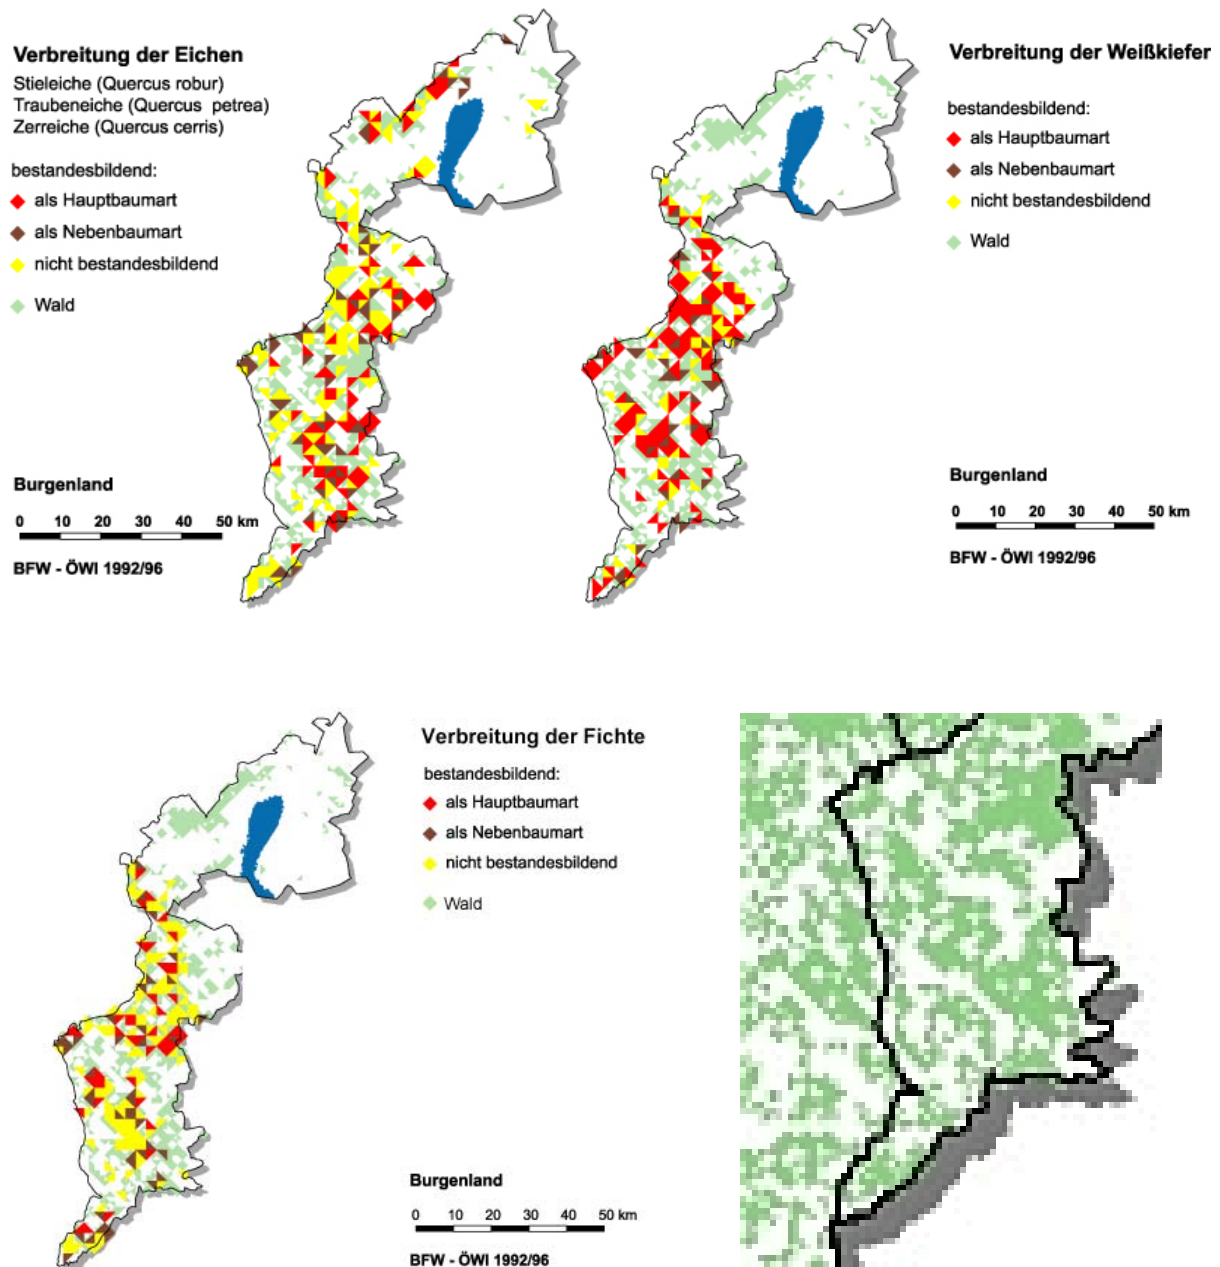 Verbreitung der Eichen
Stieleiche (Quercus robur)
Traubeneiche (Quercus petrea)
Zerreiche (Quercus cerris)
bestandesbildend:
als Hauptbaumart
als Nebenbaumart
nicht bestandesbildend
Wald
Burgenland
0 10 20 30 40 50 km
BFW - ÖWI 1992/96
Verbreitung der Weißkiefer
bestandesbildend:
als Hauptbaumart
als Nebenbaumart
nicht bestandesbildend
Wald
Burgenland
0 10 20 30 40 50 km
BFW - ÖWI 1992/96
Verbreitung der Fichte
bestandesbildend:
als Hauptbaumart
als Nebenbaumart
nicht bestandesbildend
Wald
Burgenland
0 10 20 30 40 50 km
BFW - ÖWI 1992/96